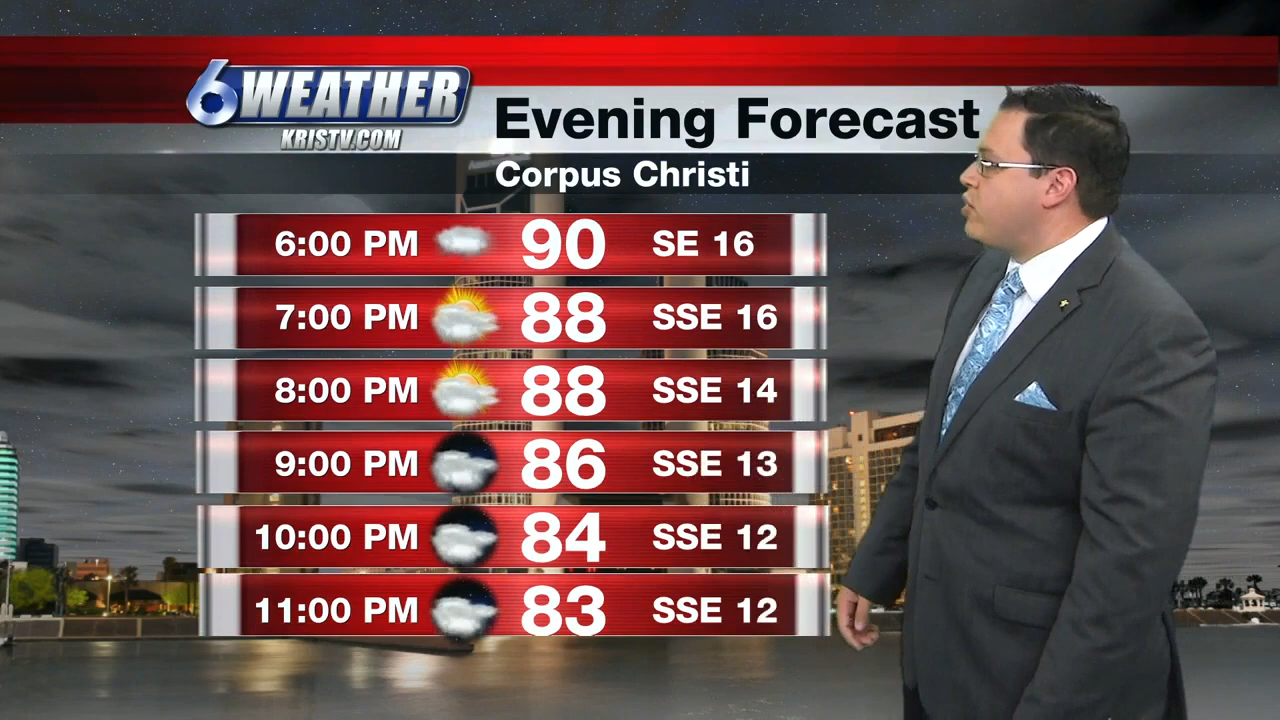 6 WEATHER
KRISTV.COM
Evening Forecast
Corpus Christi
6:00 PM 90 SE 16
7:00 PM 88 SSE 16
8:00 PM 88 SSE 14
9:00 PM 86 SSE 13
10:00 PM 84 SSE 12
11:00 PM 83 SSE 12